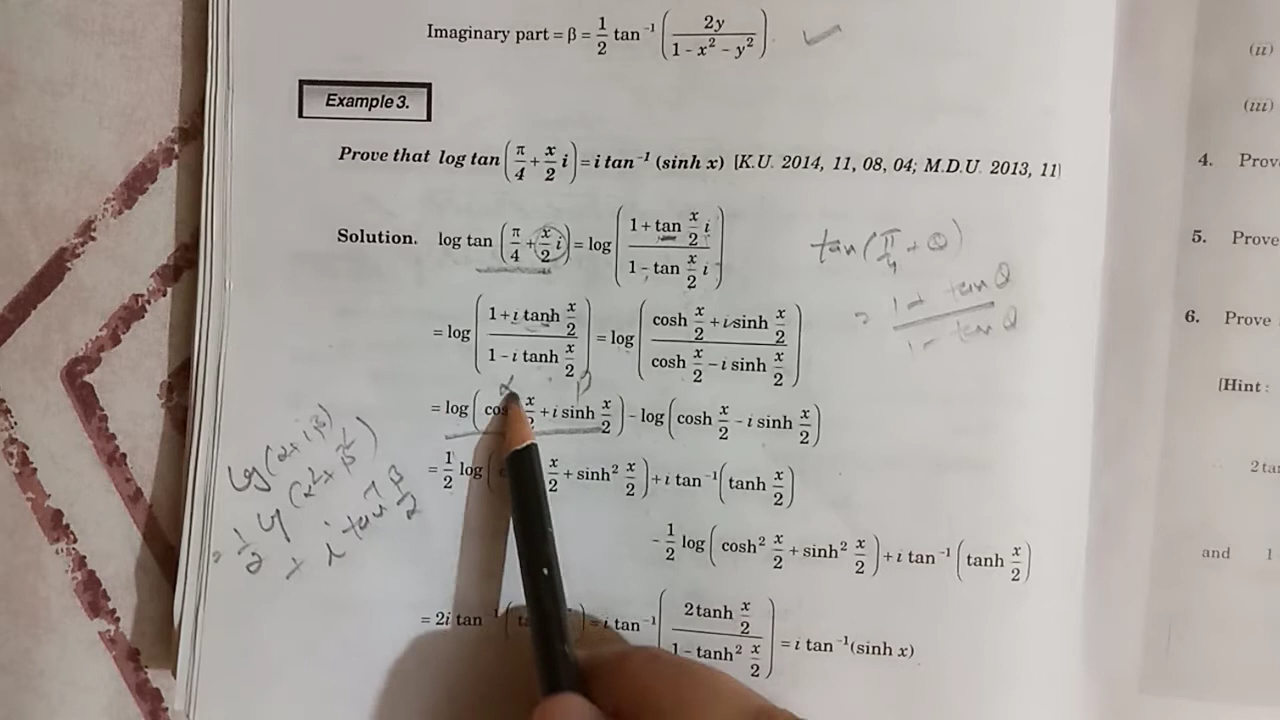 Imaginary part = β = 1/2 tan⁻¹ (2y / (1 - x² - y²))
Example 3.
Prove that log tan (π/4 + x/2 i) = i tan⁻¹ (sinh x) [K.U. 2014, 11, 08, 04; M.D.U. 2013, 11]
Solution. log tan (π/4 + x/2 i) = log ((1 + tan x/2 i) / (1 - tan x/2 i))
tan (π/4 + θ)
= (1 + tan θ) / (1 - tan θ)
= log ((1 + i tanh x/2) / (1 - i tanh x/2)) = log ((cosh x/2 + i sinh x/2) / (cosh x/2 - i sinh x/2))
α β
= log ( x/2 + i sinh x/2) - log (cosh x/2 - i sinh x/2)
log (α + iβ)
= 1/2 (α² + β²)
+ i tan⁻¹
= 1/2 log ( x/2 + sinh² x/2) + i tan⁻¹ (tanh x/2)
- 1/2 log (cosh² x/2 + sinh² x/2) + i tan⁻¹ (tanh x/2)
= 2i tan⁻¹ ( ) = i tan⁻¹ (2 tanh x/2 / (1 - tanh² x/2)) = i tan⁻¹ (sinh x)
(ii)
(iii)
4.
5. Prove
6. Prove
[Hint :
and 1